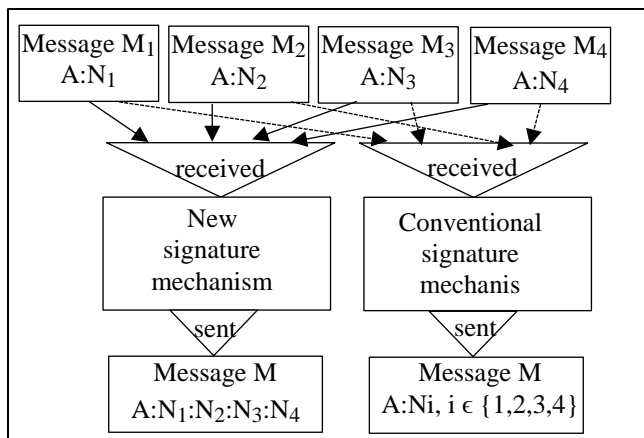 Message M₁
A:N₁
Message M₂
A:N₂
Message M₃
A:N₃
Message M₄
A:N₄
received
received
New
signature
mechanism
Conventional
signature
mechanis
sent
sent
Message M
A:N₁:N₂:N₃:N₄
Message M
A:Ni, i ϵ {1,2,3,4}